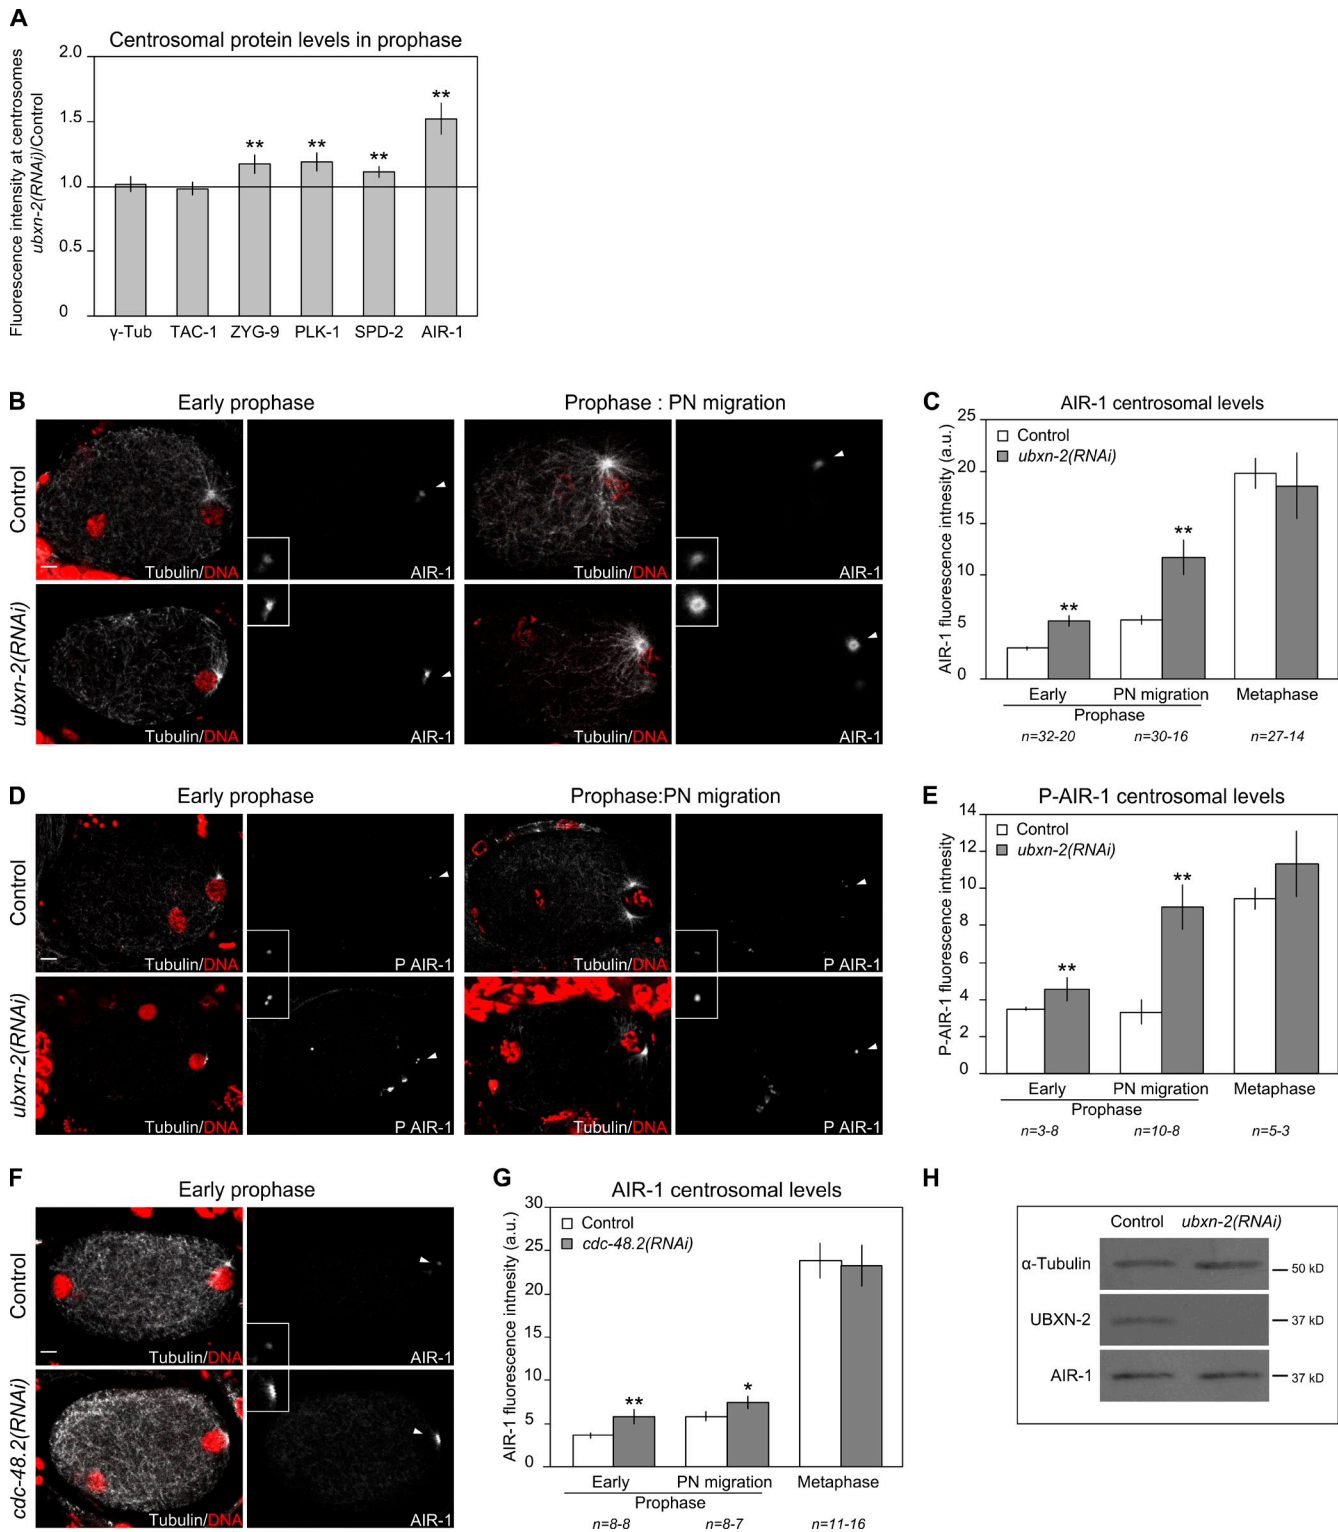 A
Centrosomal protein levels in prophase
Fluorescence intensity at centrosomes
ubxn-2(RNAi)/Control
2.0
1.5
1.0
0.5
0
**
**
**
**
γ-Tub TAC-1 ZYG-9 PLK-1 SPD-2 AIR-1
B
Early prophase
Prophase : PN migration
Control
Tubulin/DNA
AIR-1
Tubulin/DNA
AIR-1
ubxn-2(RNAi)
Tubulin/DNA
AIR-1
Tubulin/DNA
AIR-1
C
AIR-1 centrosomal levels
AIR-1 fluorescence intnesity (a.u.)
25
20
15
10
5
0
Control
ubxn-2(RNAi)
**
**
Early PN migration Metaphase
Prophase
n=32-20 n=30-16 n=27-14
D
Early prophase
Prophase:PN migration
Control
Tubulin/DNA
P AIR-1
Tubulin/DNA
P AIR-1
ubxn-2(RNAi)
Tubulin/DNA
P AIR-1
Tubulin/DNA
P AIR-1
E
P-AIR-1 centrosomal levels
P-AIR-1 fluorescence intnesity
14
12
10
8
6
4
2
0
Control
ubxn-2(RNAi)
**
**
Early PN migration Metaphase
Prophase
n=3-8 n=10-8 n=5-3
F
Early prophase
Control
Tubulin/DNA
AIR-1
cdc-48.2(RNAi)
Tubulin/DNA
AIR-1
G
AIR-1 centrosomal levels
AIR-1 fluorescence intnesity (a.u.)
30
25
20
15
10
5
0
Control
cdc-48.2(RNAi)
**
*
Early PN migration Metaphase
Prophase
n=8-8 n=8-7 n=11-16
H
Control ubxn-2(RNAi)
α-Tubulin
50 kD
UBXN-2
37 kD
AIR-1
37 kD